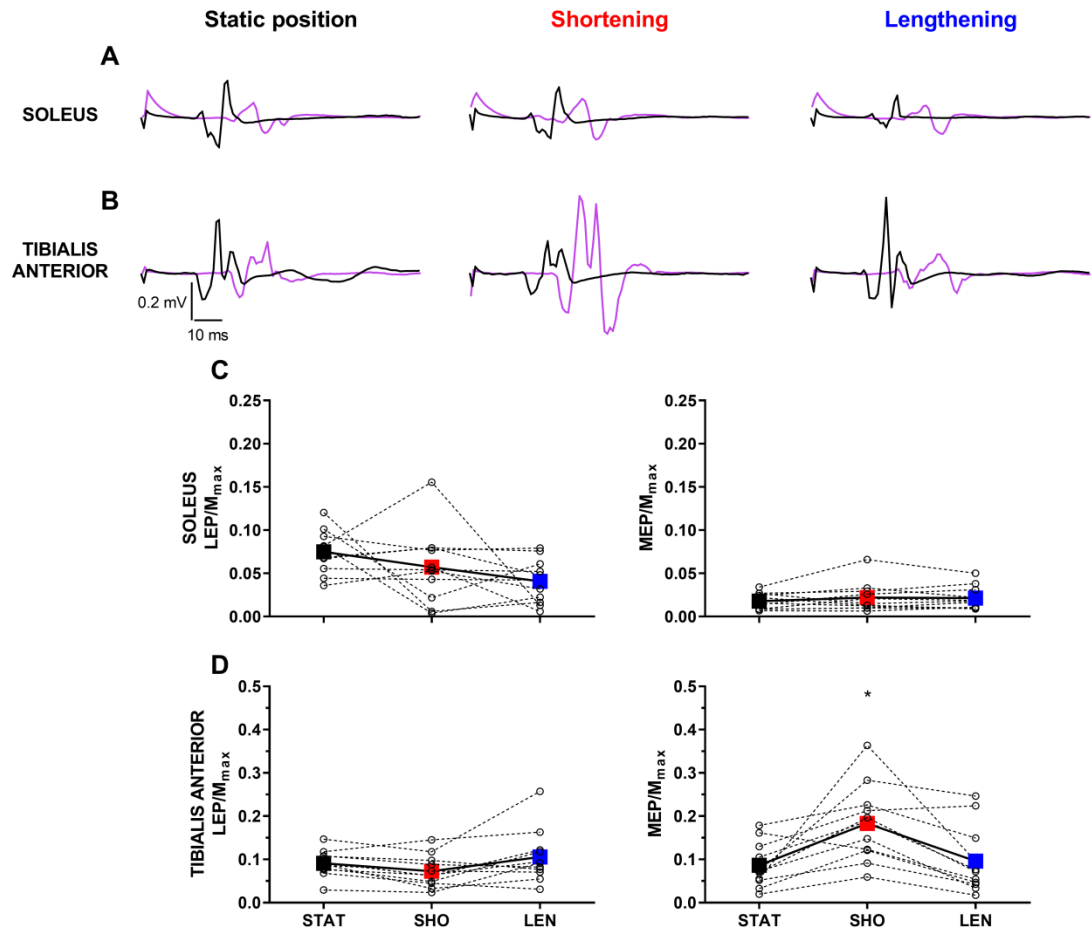 Static position Shortening Lengthening
A
SOLEUS
B
TIBIALIS
ANTERIOR
0.2 mV
10 ms
C
SOLEUS
LEP/Mmax
0.25
0.20
0.15
0.10
0.05
0.00
MEP/Mmax
0.25
0.20
0.15
0.10
0.05
0.00
D
TIBIALIS ANTERIOR
LEP/Mmax
0.5
0.4
0.3
0.2
0.1
0.0
STAT SHO LEN
MEP/Mmax
0.5
0.4
0.3
0.2
0.1
0.0
*
STAT SHO LEN